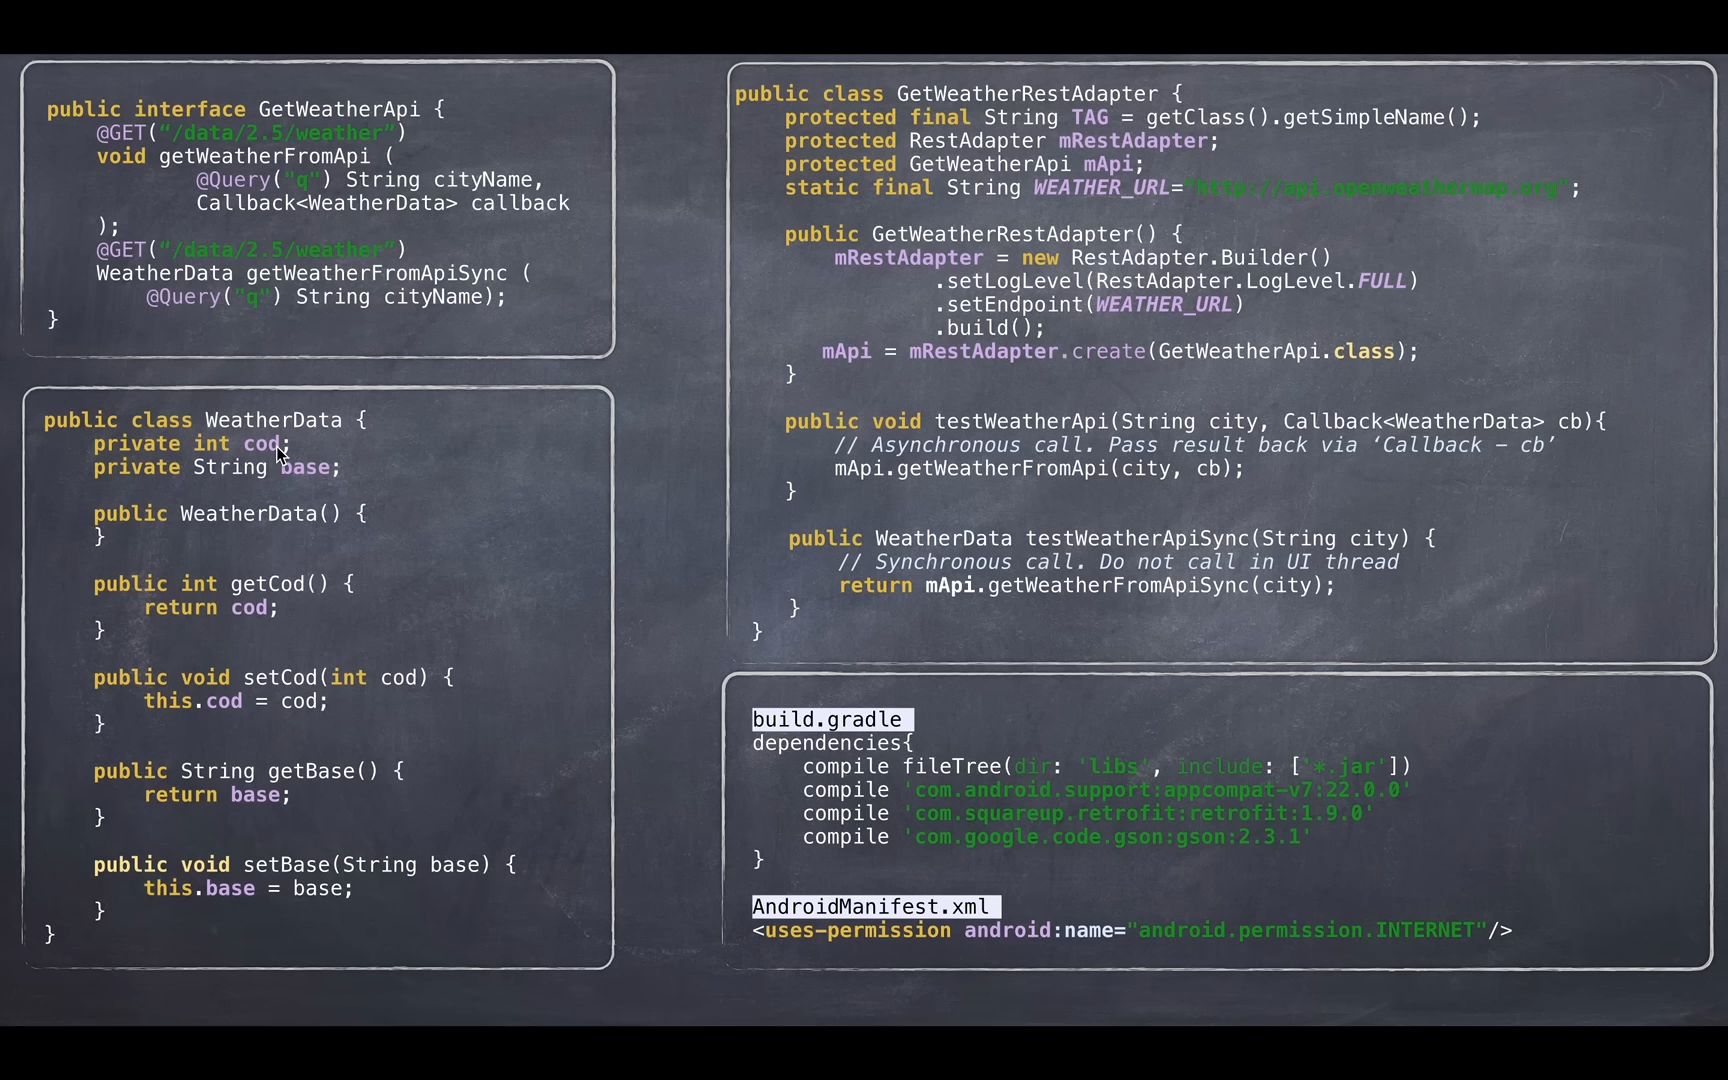 public interface GetWeatherApi {
@GET(“/data/2.5/weather”)
void getWeatherFromApi (
@Query("q") String cityName,
Callback<WeatherData> callback
);
@GET(“/data/2.5/weather”)
WeatherData getWeatherFromApiSync (
@Query("q") String cityName);
}
public class WeatherData {
private int cod;
private String base;
public WeatherData() {
}
public int getCod() {
return cod;
}
public void setCod(int cod) {
this.cod = cod;
}
public String getBase() {
return base;
}
public void setBase(String base) {
this.base = base;
}
}
public class GetWeatherRestAdapter {
protected final String TAG = getClass().getSimpleName();
protected RestAdapter mRestAdapter;
protected GetWeatherApi mApi;
static final String WEATHER_URL="http://api.openweathermap.org";
public GetWeatherRestAdapter() {
mRestAdapter = new RestAdapter.Builder()
.setLogLevel(RestAdapter.LogLevel.FULL)
.setEndpoint(WEATHER_URL)
.build();
mApi = mRestAdapter.create(GetWeatherApi.class);
}
public void testWeatherApi(String city, Callback<WeatherData> cb){
// Asynchronous call. Pass result back via ‘Callback – cb’
mApi.getWeatherFromApi(city, cb);
}
public WeatherData testWeatherApiSync(String city) {
// Synchronous call. Do not call in UI thread
return mApi.getWeatherFromApiSync(city);
}
}
build.gradle
dependencies{
compile fileTree(dir: 'libs', include: ['*.jar'])
compile 'com.android.support:appcompat-v7:22.0.0'
compile 'com.squareup.retrofit:retrofit:1.9.0'
compile 'com.google.code.gson:gson:2.3.1'
}
AndroidManifest.xml
<uses-permission android:name="android.permission.INTERNET"/>